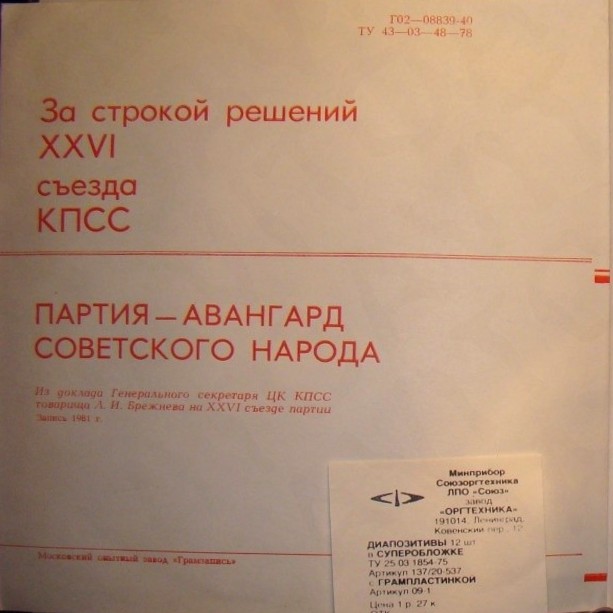 Г02—08839-40
ТУ 43—03—48—78
За строкой решений
XXVI
съезда
КПСС
ПАРТИЯ — АВАНГАРД
СОВЕТСКОГО НАРОДА
Из доклада Генерального секретаря ЦК КПСС
товарища Л. И. Брежнева на XXVI съезде партии
Запись 1981 г.
Московский опытный завод «Грамзапись»
Минприбор
Союзоргтехника
ЛПО «Союз»
завод
«ОРГТЕХНИКА»
191014, Ленинград,
Ковенский пер., 12
ДИАПОЗИТИВЫ 12 шт
в СУПЕРОБЛОЖКЕ
ТУ 25 03 1854-75
Артикул 137/20-537
с ГРАМПЛАСТИНКОЙ
Артикул 09-1
Цена 1 р. 27 к